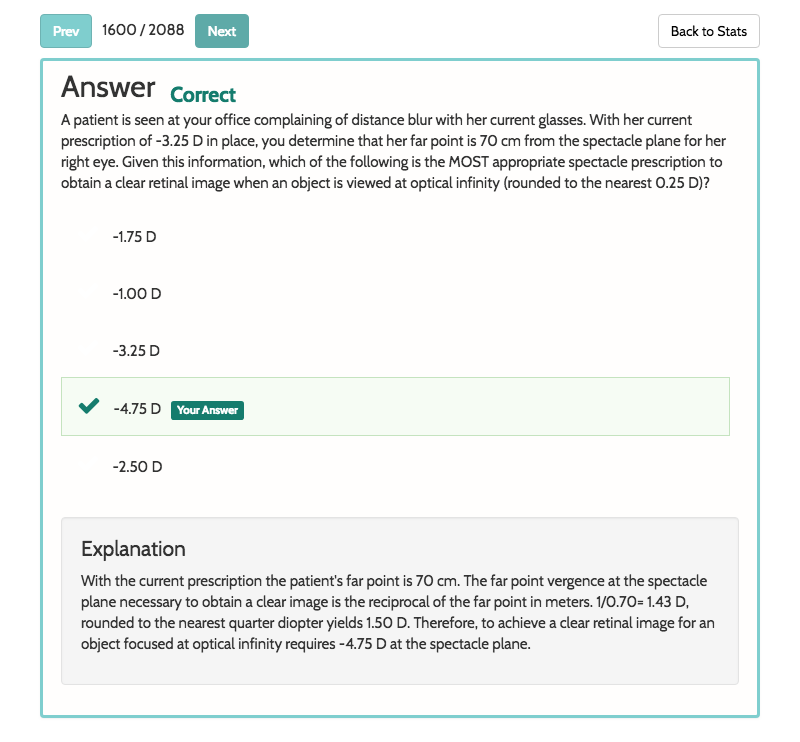 Prev 1600 / 2088 Next Back to Stats
Answer Correct
A patient is seen at your office complaining of distance blur with her current glasses. With her current
prescription of -3.25 D in place, you determine that her far point is 70 cm from the spectacle plane for her
right eye. Given this information, which of the following is the MOST appropriate spectacle prescription to
obtain a clear retinal image when an object is viewed at optical infinity (rounded to the nearest 0.25 D)?
-1.75 D
-1.00 D
-3.25 D
-4.75 D Your Answer
-2.50 D
Explanation
With the current prescription the patient's far point is 70 cm. The far point vergence at the spectacle
plane necessary to obtain a clear image is the reciprocal of the far point in meters. 1/0.70= 1.43 D,
rounded to the nearest quarter diopter yields 1.50 D. Therefore, to achieve a clear retinal image for an
object focused at optical infinity requires -4.75 D at the spectacle plane.